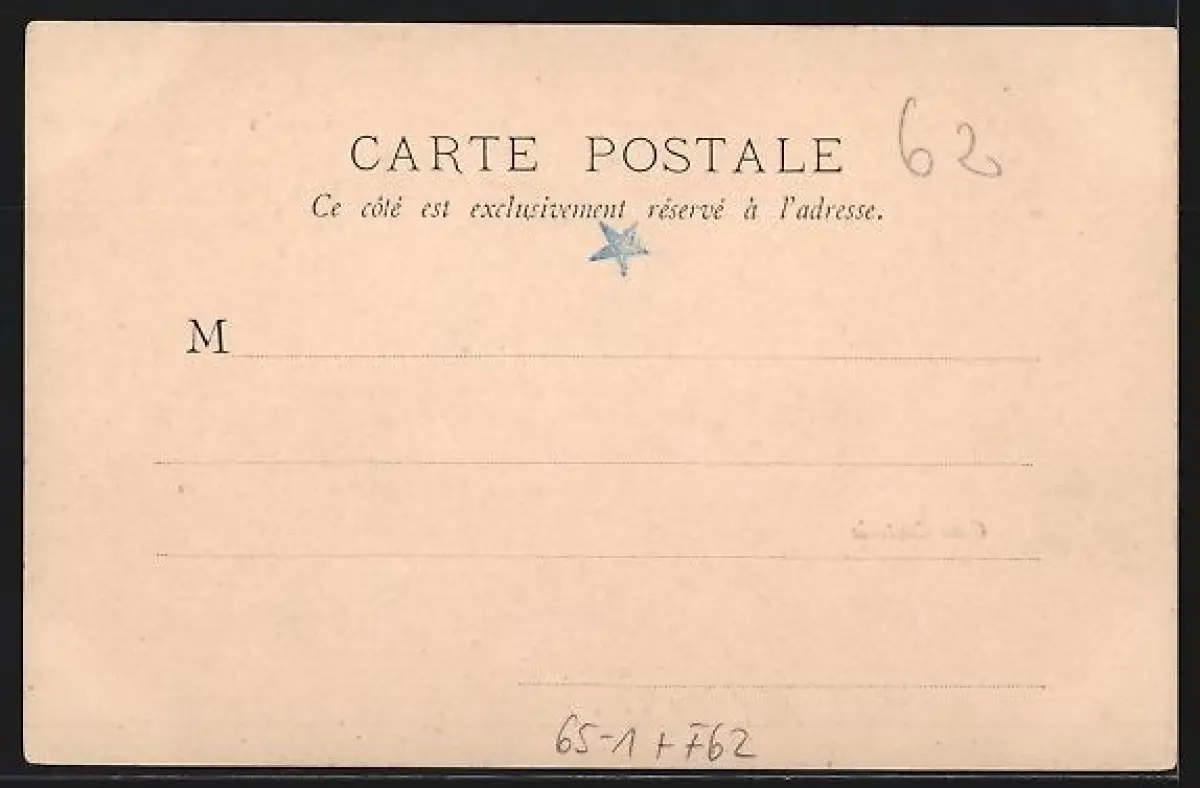 CARTE POSTALE
62
Ce côté est exclusivement réservé à l'adresse.
M
65-1 + F62